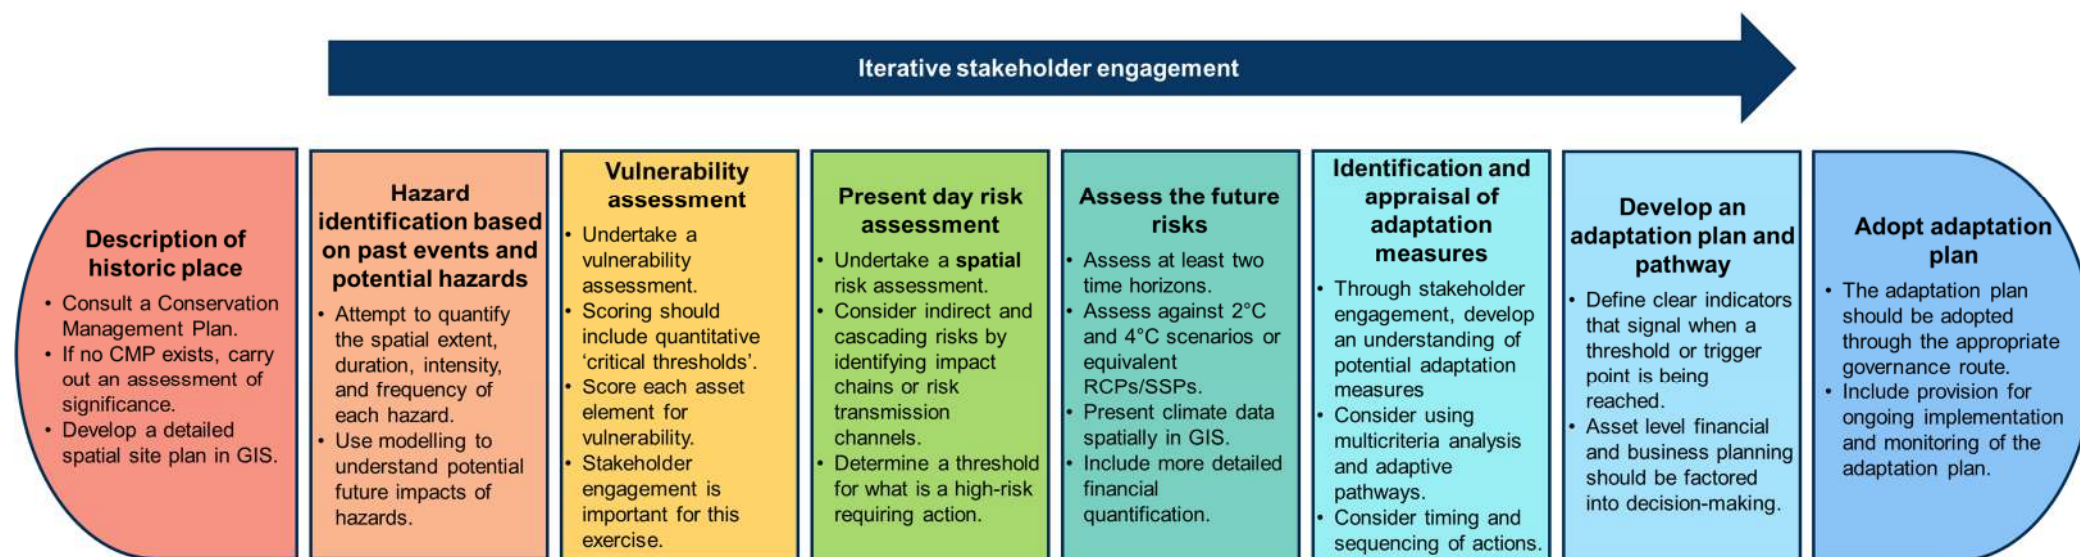 Iterative stakeholder engagement
Description of
historic place
• Consult a Conservation
Management Plan.
• If no CMP exists, carry
out an assessment of
significance.
• Develop a detailed
spatial site plan in GIS.
Hazard
identification based
on past events and
potential hazards
• Attempt to quantify
the spatial extent,
duration, intensity,
and frequency of
each hazard.
• Use modelling to
understand potential
future impacts of
hazards.
Vulnerability
assessment
• Undertake a
vulnerability
assessment.
• Scoring should
include quantitative
‘critical thresholds’.
• Score each asset
element for
vulnerability.
• Stakeholder
engagement is
important for this
exercise.
Present day risk
assessment
• Undertake a spatial
risk assessment.
• Consider indirect and
cascading risks by
identifying impact
chains or risk
transmission
channels.
• Determine a threshold
for what is a high-risk
requiring action.
Assess the future
risks
• Assess at least two
time horizons.
• Assess against 2°C
and 4°C scenarios or
equivalent
RCPs/SSPs.
• Present climate data
spatially in GIS.
• Include more detailed
financial
quantification.
Identification and
appraisal of
adaptation
measures
• Through stakeholder
engagement, develop
an understanding of
potential adaptation
measures
• Consider using
multicriteria analysis
and adaptive
pathways.
• Consider timing and
sequencing of actions.
Develop an
adaptation plan and
pathway
• Define clear indicators
that signal when a
threshold or trigger
point is being
reached.
• Asset level financial
and business planning
should be factored
into decision-making.
Adopt adaptation
plan
• The adaptation plan
should be adopted
through the appropriate
governance route.
• Include provision for
ongoing implementation
and monitoring of the
adaptation plan.